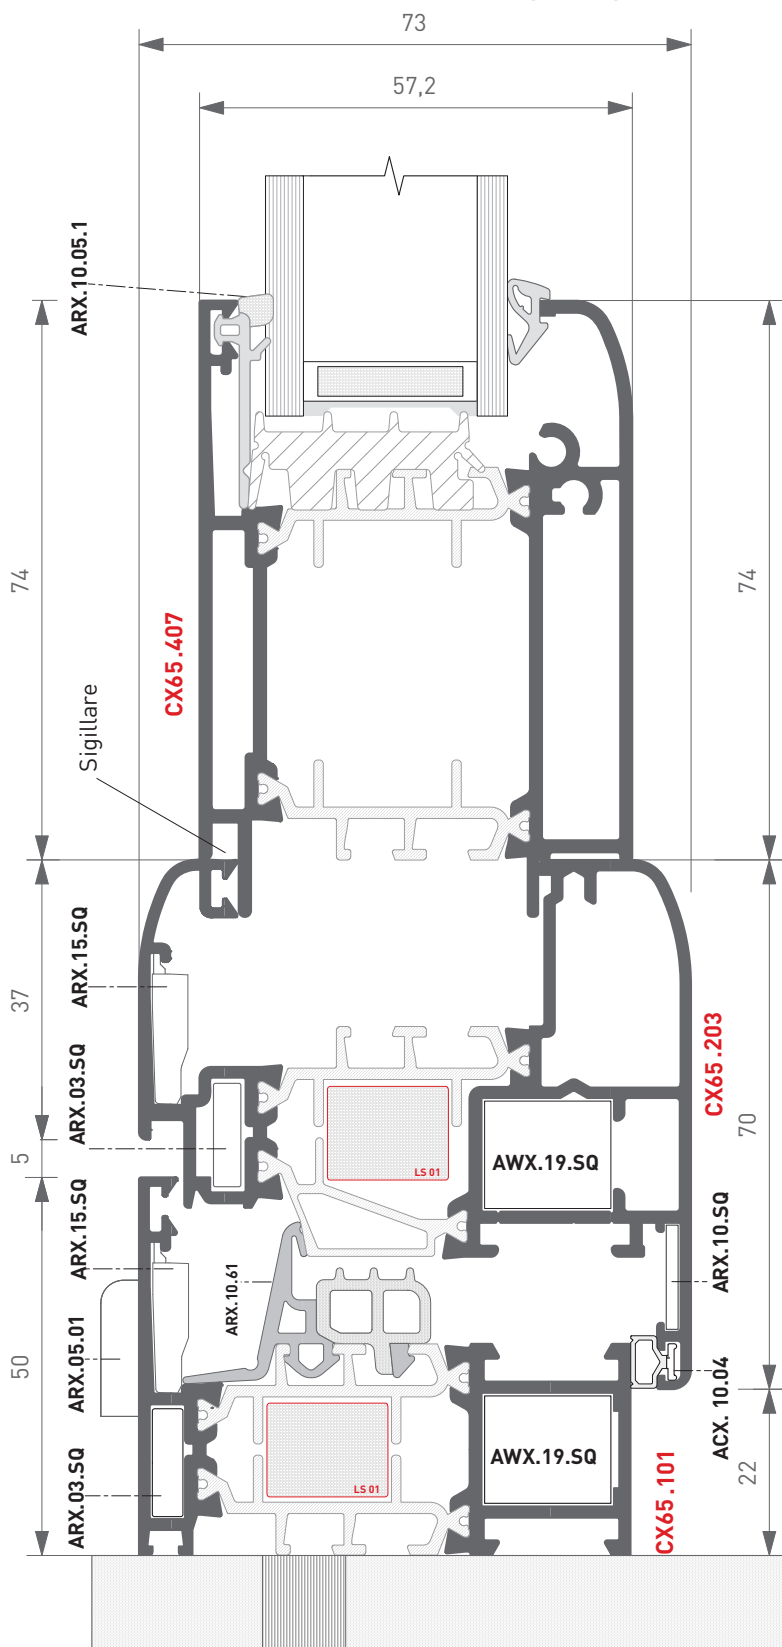 73
57,2
ARX.10.05.1
74
74
CX65.407
Sigillare
ARX.15.SQ
37
CX65.203
ARX.03.SQ
70
5
LS 01
AWX.19.SQ
ARX.15.SQ
ARX.10.SQ
ARX.10.61
ARX.05.01
50
ACX. 10.04
AWX.19.SQ
22
LS 01
ARX.03.SQ
CX65.101